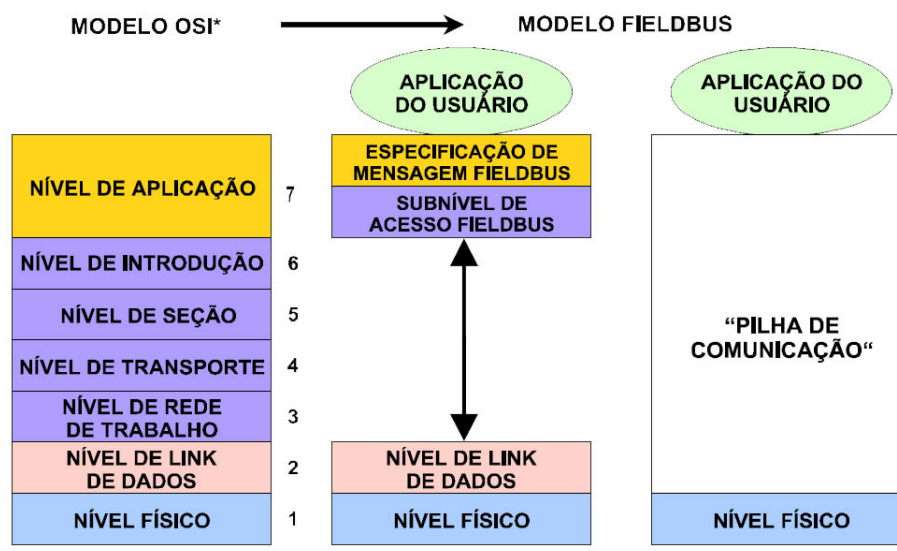 MODELO OSI*
MODELO FIELDBUS
NÍVEL DE APLICAÇÃO
NÍVEL DE INTRODUÇÃO
NÍVEL DE SEÇÃO
NÍVEL DE TRANSPORTE
NÍVEL DE REDE
DE TRABALHO
NÍVEL DE LINK
DE DADOS
NÍVEL FÍSICO
7
6
5
4
3
2
1
APLICAÇÃO
DO USUÁRIO
ESPECIFICAÇÃO DE
MENSAGEM FIELDBUS
SUBNÍVEL DE
ACESSO FIELDBUS
NÍVEL DE LINK
DE DADOS
NÍVEL FÍSICO
APLICAÇÃO DO
USUÁRIO
“PILHA DE
COMUNICAÇÃO“
NÍVEL FÍSICO